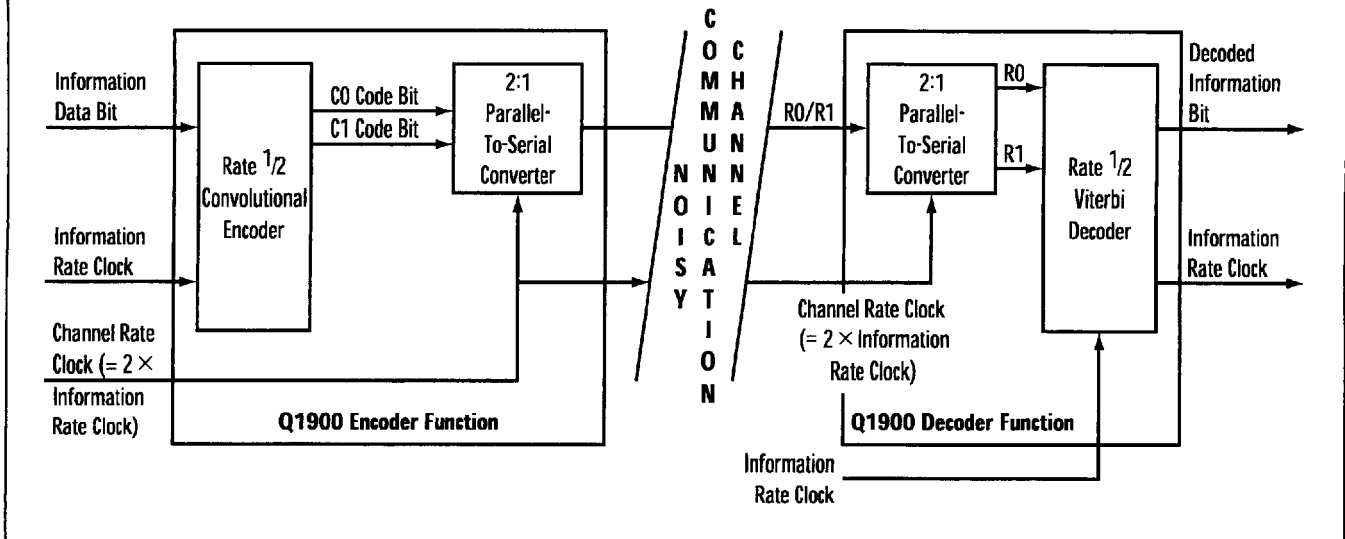 Information
Data Bit
Information
Rate Clock
Channel Rate
Clock (= 2 ×
Information
Rate Clock)
Rate 1/2
Convolutional
Encoder
C0 Code Bit
C1 Code Bit
2:1
Parallel-
To-Serial
Converter
Q1900 Encoder Function
NOISY
COMMUNICATION
CHANNEL
R0/R1
2:1
Parallel-
To-Serial
Converter
R0
R1
Rate 1/2
Viterbi
Decoder
Channel Rate Clock
(= 2 × Information
Rate Clock)
Q1900 Decoder Function
Information
Rate Clock
Decoded
Information
Bit
Information
Rate Clock